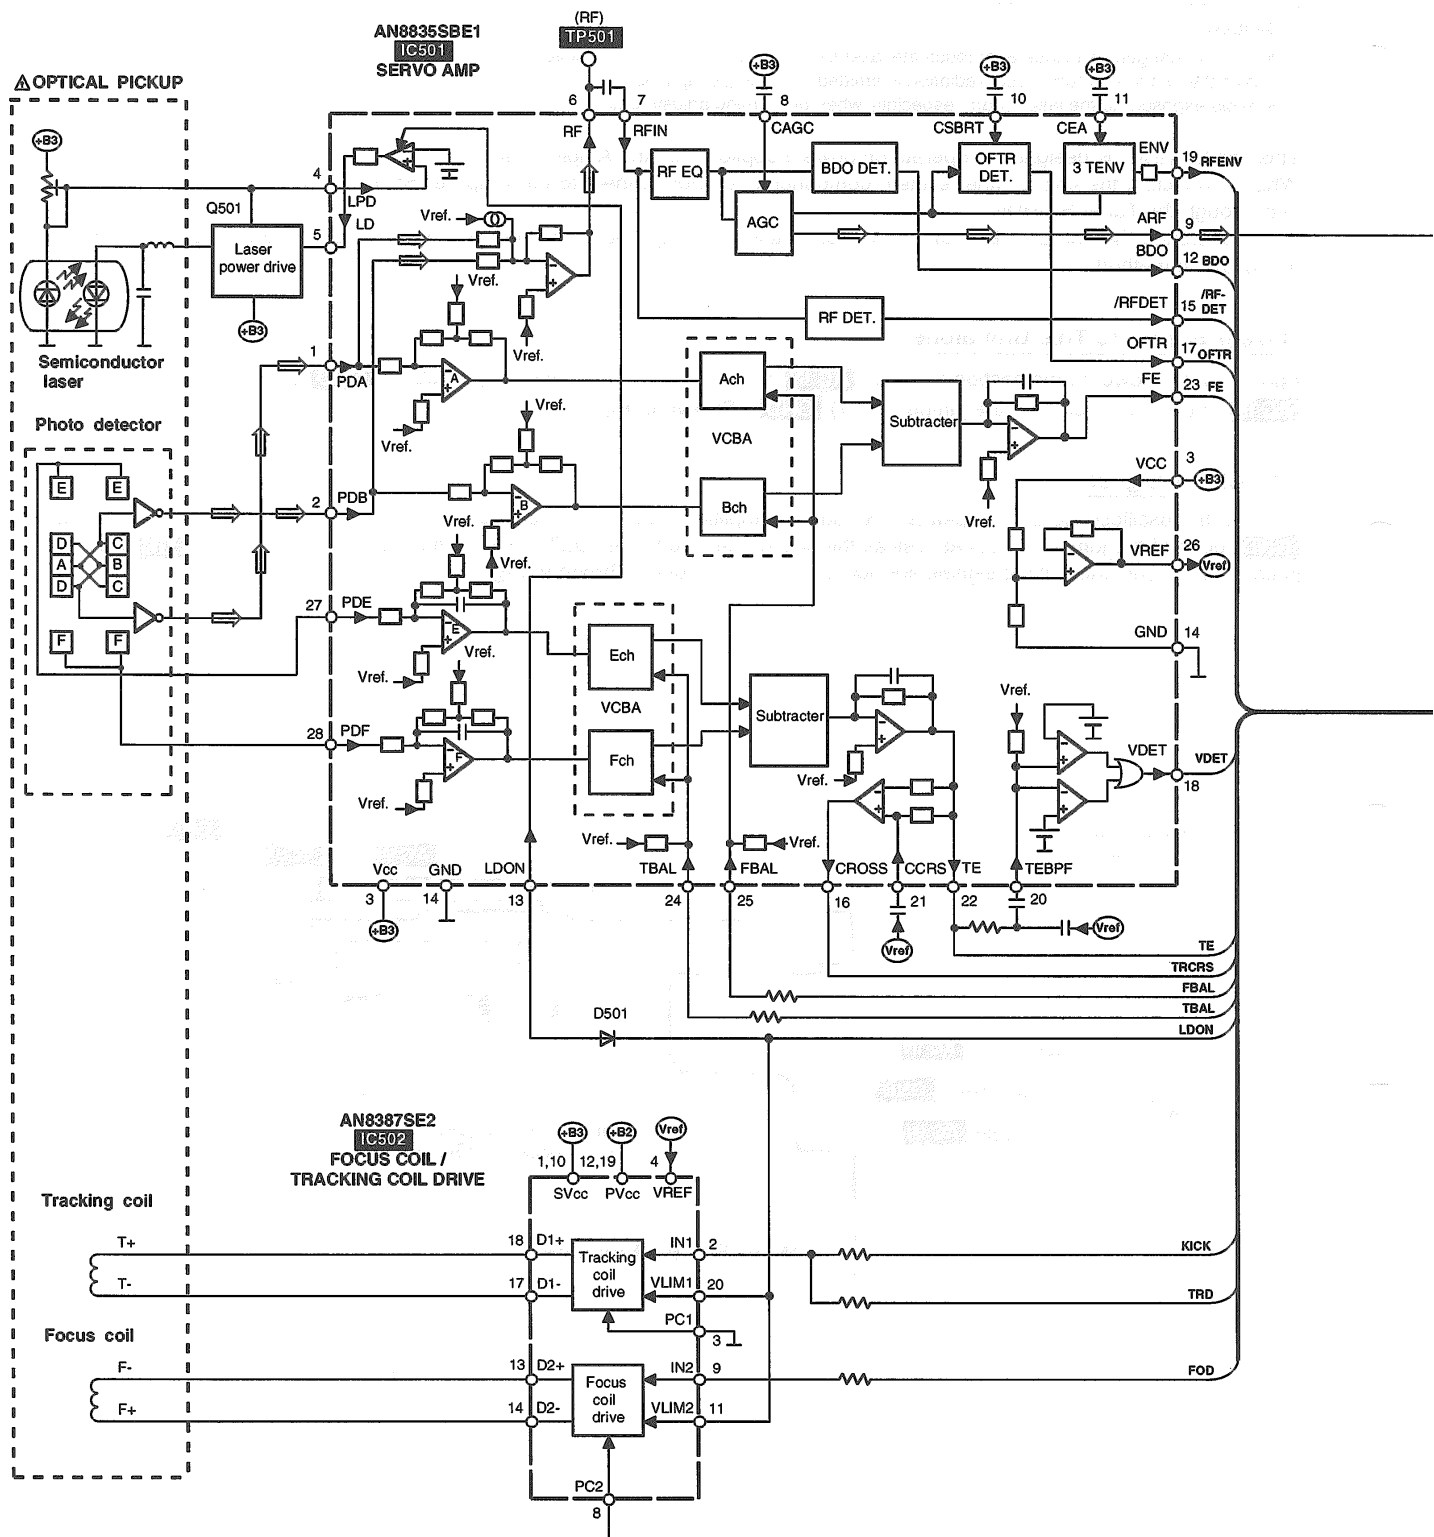 (RF)
AN8835SBE1
TP501
IC501
SERVO AMP
⚠ OPTICAL PICKUP
+B3
+B3
+B3
6
7
8
10
11
RF
RFIN
CAGC
CSBRT
CEA
ENV
+B3
4
LPD
RF EQ
BDO DET.
OFTR DET.
3 TENV
19
RFENV
Q501
Vref.
AGC
ARF
9
5
LD
Laser power drive
Vref.
BDO
12
BDO
+B3
/RFDET
15
/RF-DET
RF DET.
Semiconductor laser
1
PDA
Vref.
OFTR
17
OFTR
A
Ach
FE
23
FE
Vref.
Vref.
Photo detector
VCBA
Subtracter
E
E
2
PDB
B
Bch
VCC
3
+B3
Vref.
Vref.
Vref.
D
C
A
B
D
C
VREF
26
Vref
27
PDE
E
F
F
Ech
GND
14
Vref.
Vref.
VCBA
Subtracter
Vref.
28
PDF
F
Fch
VDET
VDET
18
Vref.
Vref.
Vref.
Vref.
Vcc
GND
LDON
TBAL
FBAL
CROSS
CCRS
TE
TEBPF
3
14
13
24
25
16
21
22
20
+B3
Vref
Vref
TE
TRCRS
FBAL
TBAL
D501
LDON
AN8387SE2
IC502
FOCUS COIL /
TRACKING COIL DRIVE
+B3
+B2
Vref
1,10
12,19
4
SVcc
PVcc
VREF
Tracking coil
T+
18
D1+
Tracking coil drive
IN1
2
KICK
T-
17
D1-
VLIM1
20
TRD
PC1
3
Focus coil
F-
13
D2+
Focus coil drive
IN2
9
FOD
F+
14
D2-
VLIM2
11
PC2
8